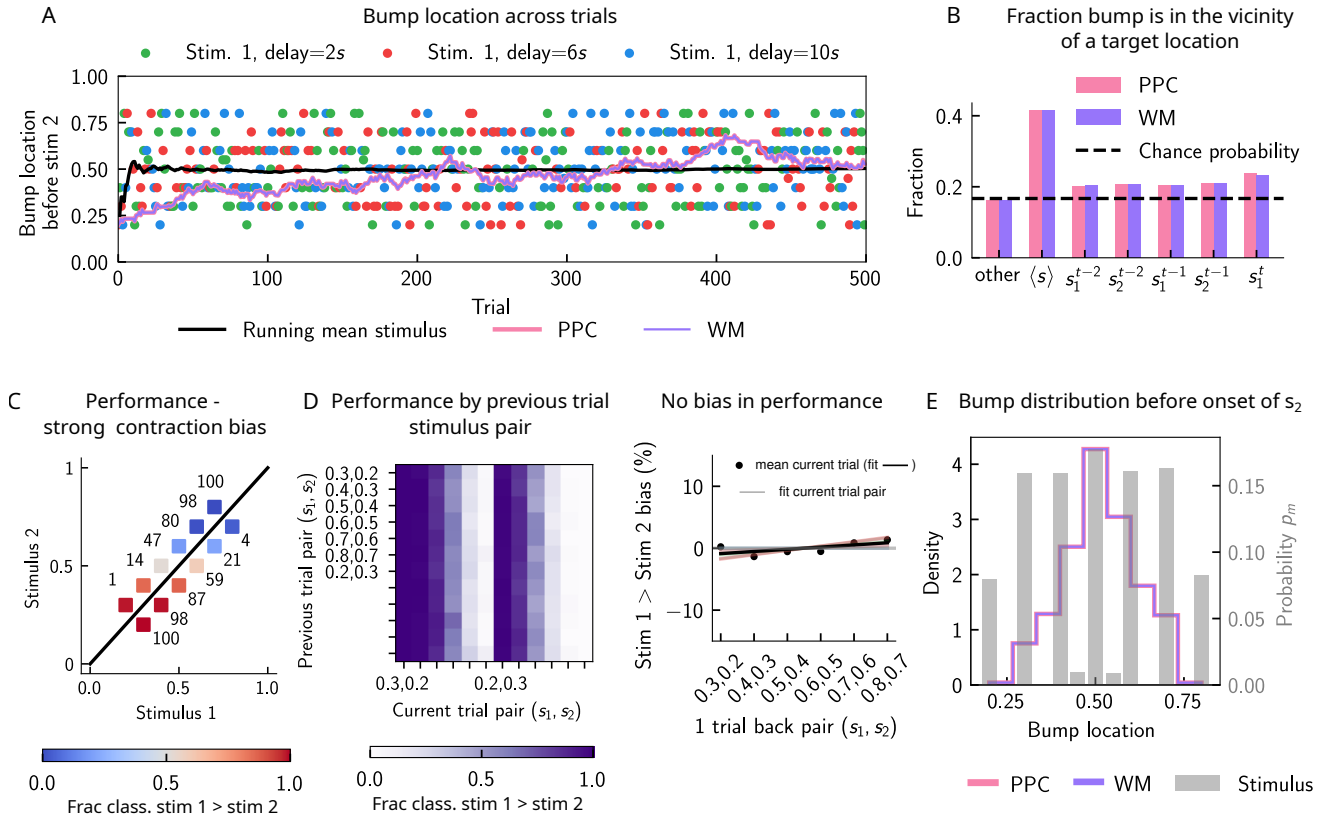 A
Bump location across trials
Stim. 1, delay=2s
Stim. 1, delay=6s
Stim. 1, delay=10s
Bump location
before stim 2
1.00
0.75
0.50
0.25
0.00
0
100
200
300
400
500
Trial
Running mean stimulus
PPC
WM
B
Fraction bump is in the vicinity
of a target location
PPC
WM
Chance probability
Fraction
0.4
0.2
0.0
other
⟨s⟩
s₁ᵗ⁻²
s₂ᵗ⁻²
s₁ᵗ⁻¹
s₂ᵗ⁻¹
s₁ᵗ
C
Performance -
strong contraction bias
Stimulus 2
1
0.5
0
100
98
80
47
14
1
4
21
59
87
98
100
0.0
0.5
1.0
Stimulus 1
0.0
0.5
1.0
Frac class. stim 1 > stim 2
D
Performance by previous trial
stimulus pair
Previous trial pair (s₁, s₂)
0.3,0.2
0.4,0.3
0.5,0.4
0.6,0.5
0.7,0.6
0.8,0.7
0.2,0.3
0.3,0.2
0.2,0.3
Current trial pair (s₁, s₂)
0.0
0.5
1.0
Frac class. stim 1 > stim 2
No bias in performance
Stim 1 > Stim 2 bias (%)
mean current trial (fit )
fit current trial pair
10
0
−10
0.3,0.2
0.4,0.3
0.5,0.4
0.6,0.5
0.7,0.6
0.8,0.7
1 trial back pair (s₁, s₂)
E
Bump distribution before onset of s₂
Density
4
3
2
1
0
0.25
0.50
0.75
Bump location
0.15
0.10
0.05
0.00
Probability pₘ
PPC
WM
Stimulus